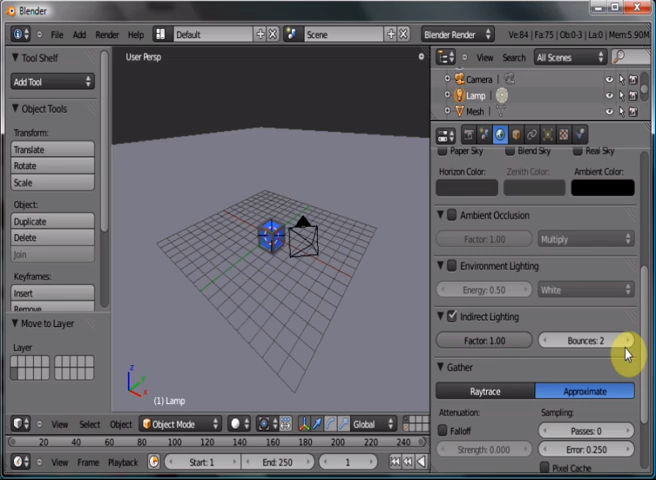 Blender
File Add Render Help
Default
Scene
Blender Render
Ve:84 | Fa:75 | Ob:0-3 | La:0 | Mem:5.90M
Tool Shelf
Add Tool
Object Tools
Transform:
Translate
Rotate
Scale
Object:
Duplicate
Delete
Join
Keyframes:
Insert
Remove
Move to Layer
Layer
User Persp
z
y
x
(1) Lamp
View Search All Scenes
Camera
Lamp
Mesh
Paper Sky Blend Sky Real Sky
Horizon Color: Zenith Color: Ambient Color:
Ambient Occlusion
Factor: 1.00 Multiply
Environment Lighting
Energy: 0.50 White
Indirect Lighting
Factor: 1.00 Bounces: 2
Gather
Raytrace Approximate
Attenuation: Sampling:
Falloff Passes: 0
Strength: 0.000 Error: 0.250
Pixel Cache
View Select Object Object Mode Global
20 40 60 80 100 120 140 160 180 200 220 240
View Frame Playback Start: 1 End: 250 1